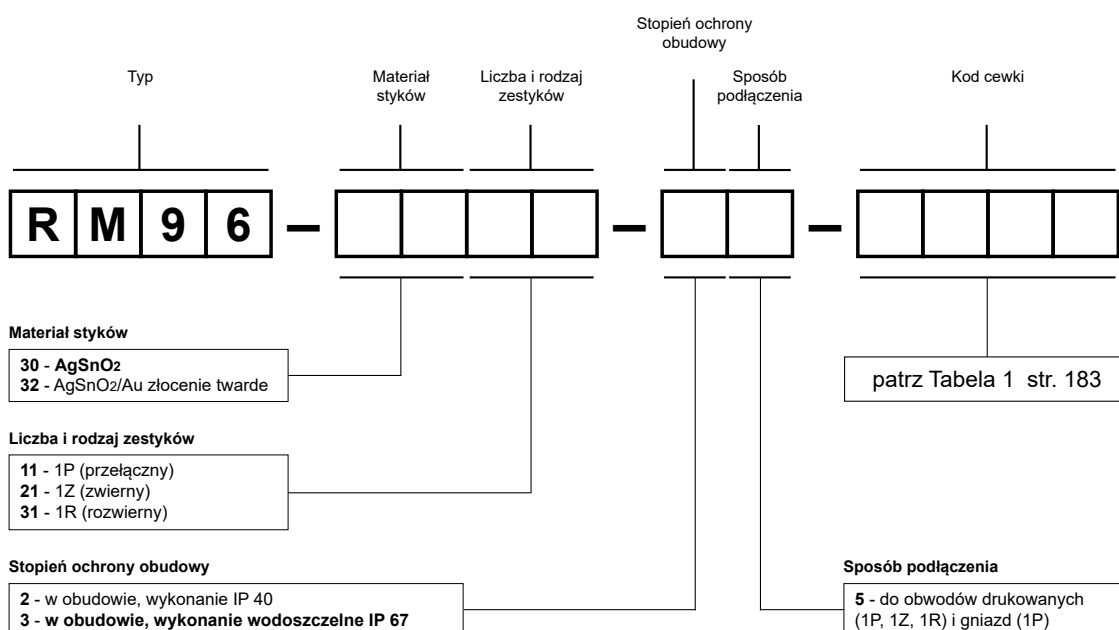 Stopień ochrony
obudowy
Typ
Materiał
styków
Liczba i rodzaj
zestyków
Sposób
podłączenia
Kod cewki
R M 9 6 – – –
Materiał styków
30 - AgSnO2
32 - AgSnO2/Au złocenie twarde
patrz Tabela 1 str. 183
Liczba i rodzaj zestyków
11 - 1P (przełączny)
21 - 1Z (zwierny)
31 - 1R (rozwierny)
Stopień ochrony obudowy
2 - w obudowie, wykonanie IP 40
3 - w obudowie, wykonanie wodoszczelne IP 67
Sposób podłączenia
5 - do obwodów drukowanych
(1P, 1Z, 1R) i gniazd (1P)